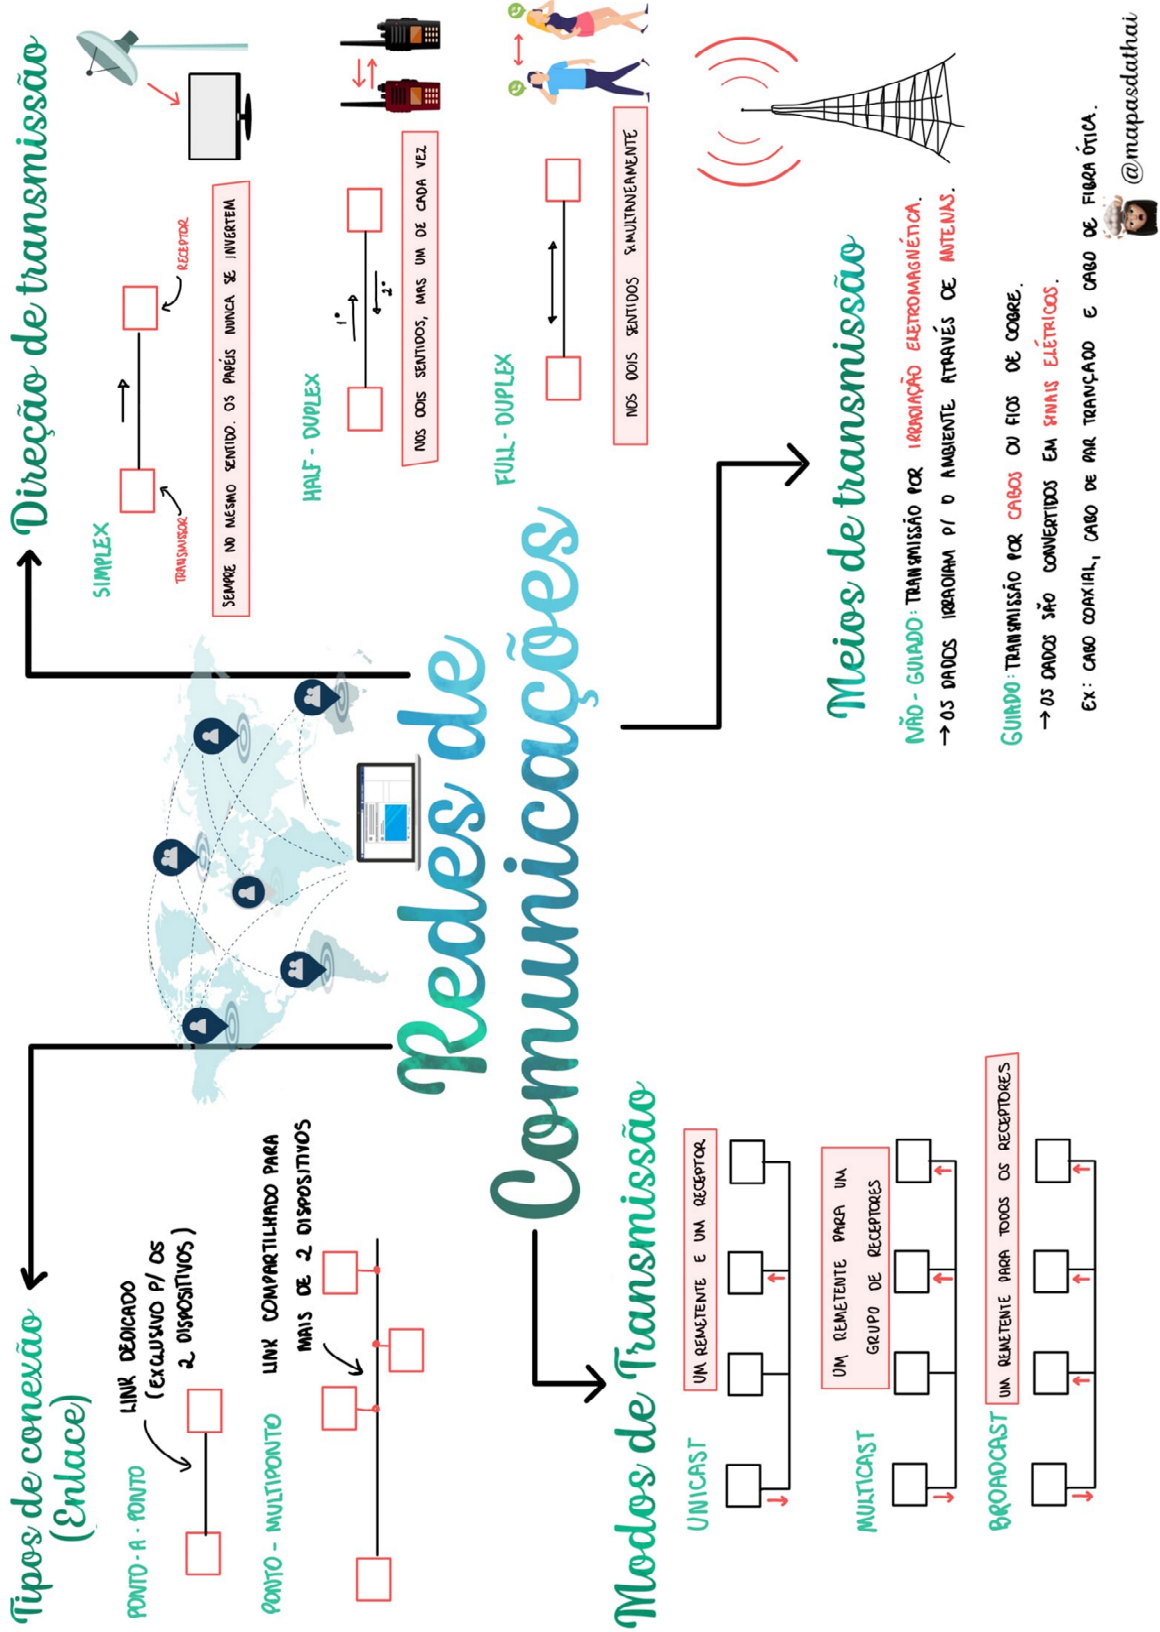 Redes de
Comunicações
Tipos de conexão
(Enlace)
PONTO - A - PONTO
LINK DEDICADO
(EXCLUSIVO P/ OS
2 DISPOSITIVOS)
PONTO - MULTIPONTO
LINK COMPARTILHADO PARA
MAIS DE 2 DISPOSITIVOS
Direção de transmissão
SIMPLEX
TRANSMISSOR
RECEPTOR
SEMPRE NO MESMO SENTIDO. OS PAPÉIS NUNCA SE INVERTEM
HALF - DUPLEX
1º
2º
NOS DOIS SENTIDOS, MAS UM DE CADA VEZ
FULL - DUPLEX
NOS DOIS SENTIDOS SIMULTANEAMENTE
Modos de Transmissão
UNICAST
UM REMETENTE E UM RECEPTOR
MULTICAST
UM REMETENTE PARA UM
GRUPO DE RECEPTORES
BROADCAST
UM REMETENTE PARA TODOS OS RECEPTORES
Meios de transmissão
NÃO - GUIADO: TRANSMISSÃO POR IRRADIAÇÃO ELETROMAGNÉTICA.
→ OS DADOS IRRADIAM P/ O AMBIENTE ATRAVÉS DE ANTENAS.
GUIADO: TRANSMISSÃO POR CABOS OU FIOS DE COBRE.
→ OS DADOS SÃO CONVERTIDOS EM SINAIS ELÉTRICOS.
EX: CABO COAXIAL, CABO DE PAR TRANÇADO E CABO DE FIBRA ÓTICA.
@mapasdathai